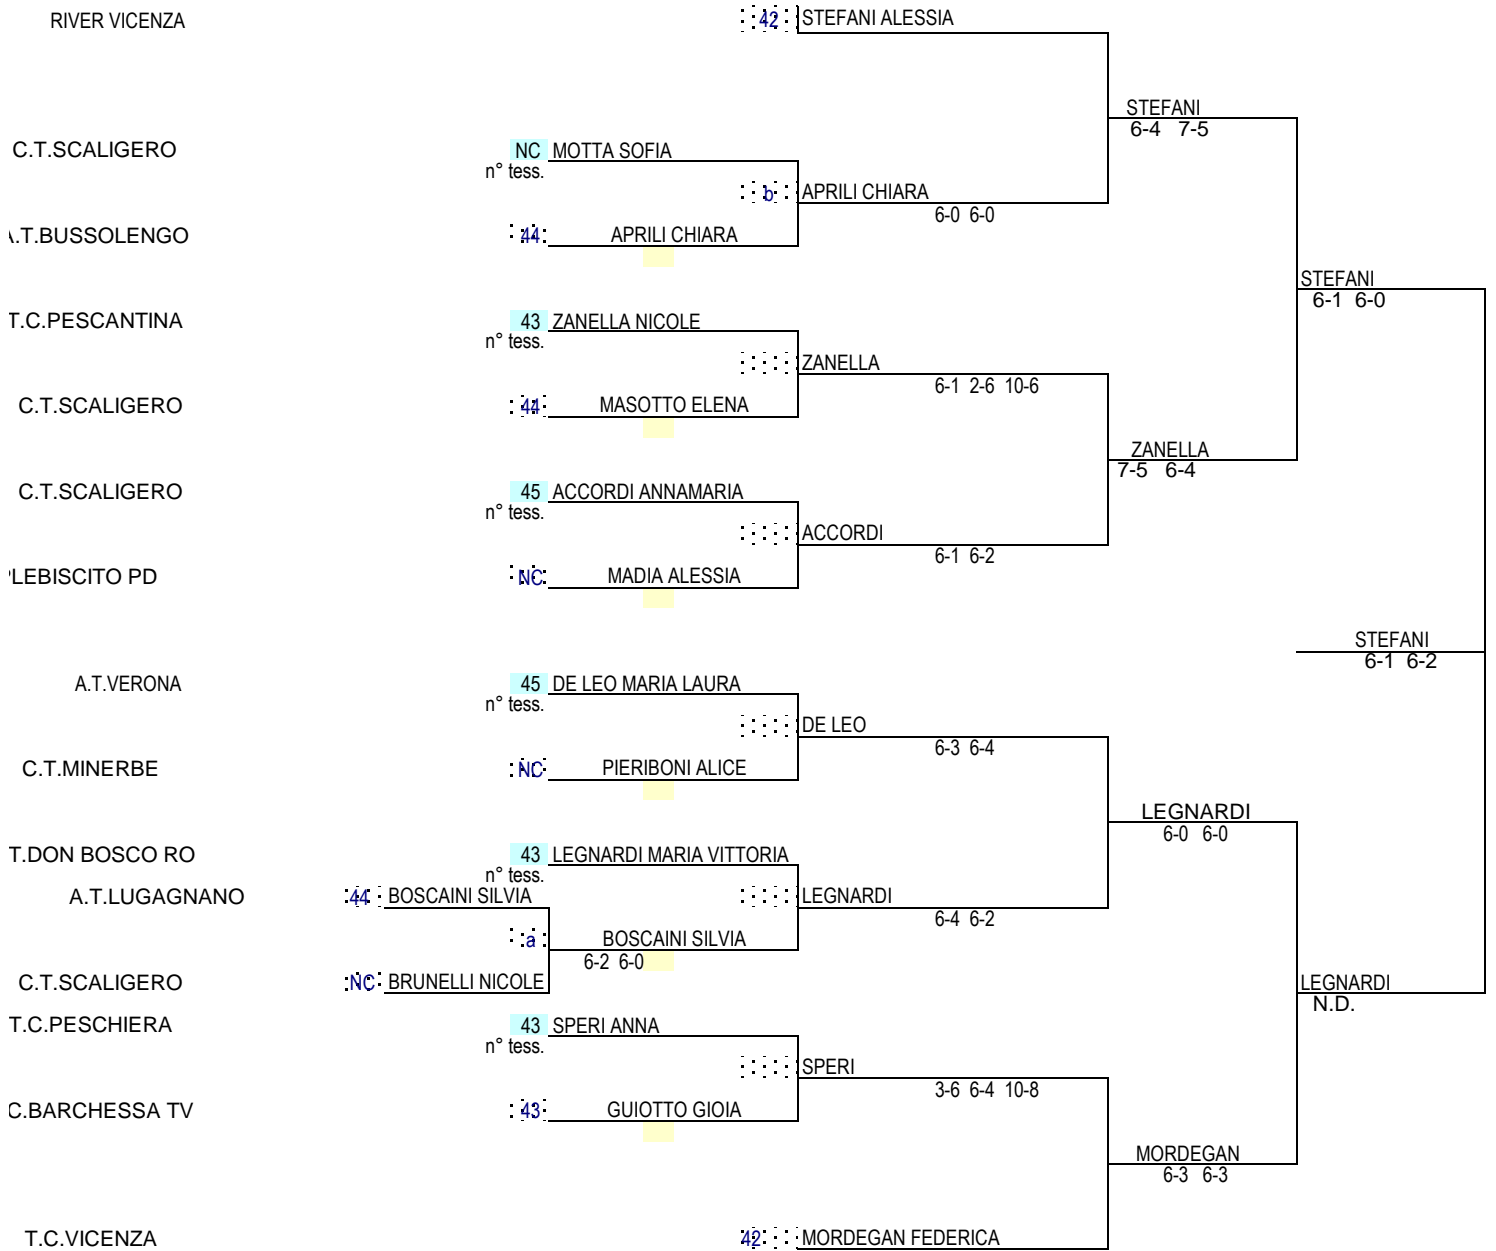 RIVER VICENZA 42 STEFANI ALESSIA
STEFANI
6-4 7-5
C.T.SCALIGERO NC MOTTA SOFIA
n° tess.
b APRILI CHIARA
6-0 6-0
A.T.BUSSOLENGO 44 APRILI CHIARA
STEFANI
6-1 6-0
T.C.PESCANTINA 43 ZANELLA NICOLE
n° tess.
ZANELLA
6-1 2-6 10-6
C.T.SCALIGERO 44 MASOTTO ELENA
ZANELLA
7-5 6-4
C.T.SCALIGERO 45 ACCORDI ANNAMARIA
n° tess.
ACCORDI
6-1 6-2
PLEBISCITO PD NC MADIA ALESSIA
STEFANI
6-1 6-2
A.T.VERONA 45 DE LEO MARIA LAURA
n° tess.
DE LEO
6-3 6-4
C.T.MINERBE NC PIERIBONI ALICE
LEGNARDI
6-0 6-0
T.DON BOSCO RO 43 LEGNARDI MARIA VITTORIA
n° tess.
A.T.LUGAGNANO 44 BOSCAINI SILVIA LEGNARDI
6-4 6-2
a BOSCAINI SILVIA
6-2 6-0
C.T.SCALIGERO NC BRUNELLI NICOLE LEGNARDI
N.D.
T.C.PESCHIERA 43 SPERI ANNA
n° tess.
SPERI
3-6 6-4 10-8
C.BARCHESSA TV 43 GUIOTTO GIOIA
MORDEGAN
6-3 6-3
T.C.VICENZA 42 MORDEGAN FEDERICA